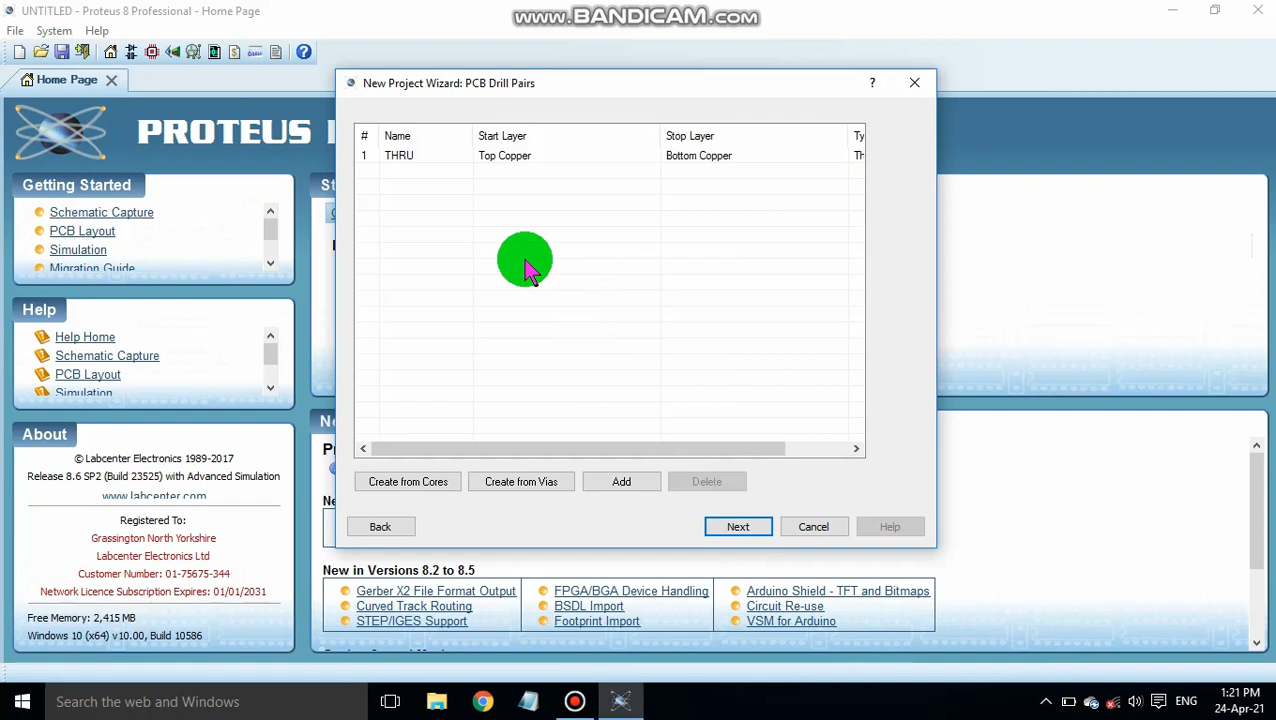 UNTITLED - Proteus 8 Professional - Home Page
www.BANDICAM.com
File System Help
Home Page
PROTEUS
New Project Wizard: PCB Drill Pairs
?
# Name Start Layer Stop Layer Ty
1 THRU Top Copper Bottom Copper Th
Create from Cores Create from Vias Add Delete
Back Next Cancel Help
Getting Started
Schematic Capture
PCB Layout
Simulation
Migration Guide
Help
Help Home
Schematic Capture
PCB Layout
Simulation
About
© Labcenter Electronics 1989-2017
Release 8.6 SP2 (Build 23525) with Advanced Simulation
www.labcenter.com
Registered To:
Grassington North Yorkshire
Labcenter Electronics Ltd
Customer Number: 01-75675-344
Network Licence Subscription Expires: 01/01/2031
Free Memory: 2,415 MB
Windows 10 (x64) v10.00, Build 10586
St
Ne
Pr
Ne
New in Versions 8.2 to 8.5
Gerber X2 File Format Output FPGA/BGA Device Handling Arduino Shield - TFT and Bitmaps
Curved Track Routing BSDL Import Circuit Re-use
STEP/IGES Support Footprint Import VSM for Arduino
Search the web and Windows
ENG
1:21 PM
24-Apr-21